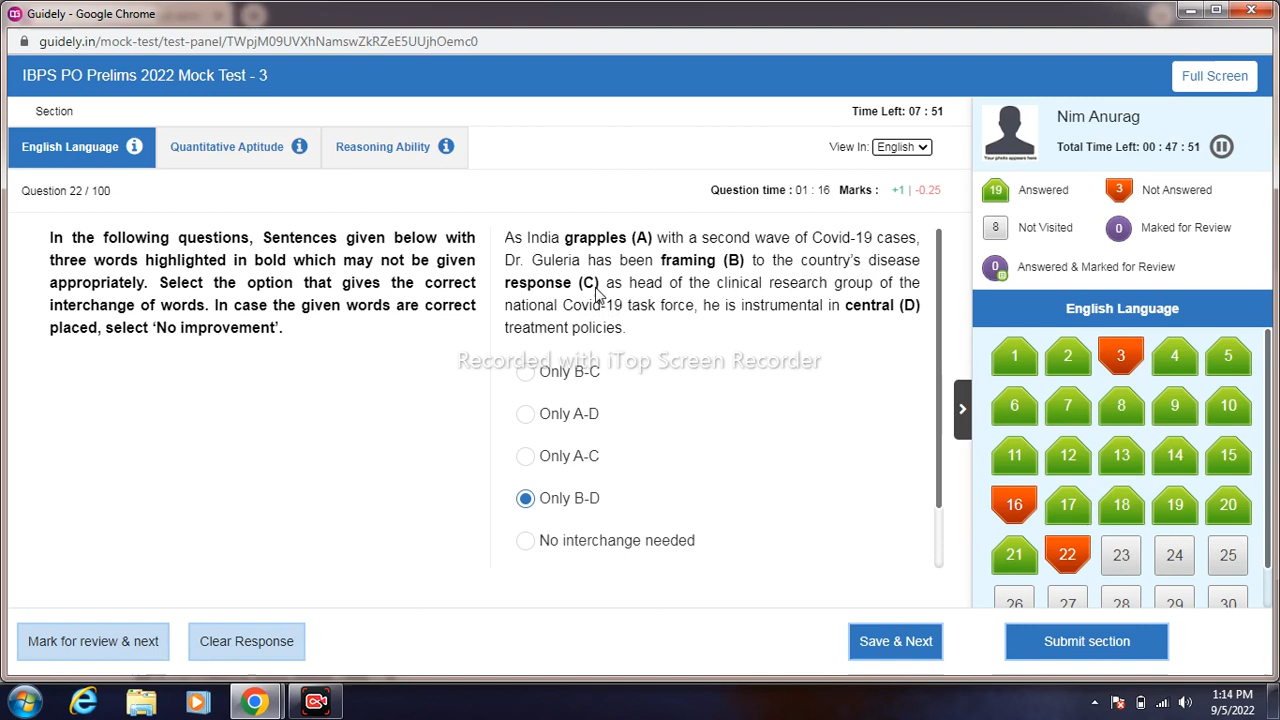 Guidely - Google Chrome
guidely.in/mock-test/test-panel/TWpjM09UVXhNamswZkRZeE5UUjhOemc0
IBPS PO Prelims 2022 Mock Test - 3
Full Screen
Section
Time Left: 07 : 51
English Language i
Quantitative Aptitude i
Reasoning Ability i
View In: English
Question 22 / 100
Question time : 01 : 16 Marks : +1 | -0.25
In the following questions, Sentences given below with
three words highlighted in bold which may not be given
appropriately. Select the option that gives the correct
interchange of words. In case the given words are correct
placed, select ‘No improvement’.
As India grapples (A) with a second wave of Covid-19 cases,
Dr. Guleria has been framing (B) to the country’s disease
response (C) as head of the clinical research group of the
national Covid-19 task force, he is instrumental in central (D)
treatment policies.
Recorded with iTop Screen Recorder
Only B-C
Only A-D
Only A-C
Only B-D
No interchange needed
Mark for review & next
Clear Response
Save & Next
Submit section
Your photo appears here
Nim Anurag
Total Time Left: 00 : 47 : 51
19 Answered
3 Not Answered
8 Not Visited
0 Maked for Review
0 Answered & Marked for Review
English Language
1 2 3 4 5
6 7 8 9 10
11 12 13 14 15
16 17 18 19 20
21 22 23 24 25
26 27 28 29 30
1:14 PM
9/5/2022